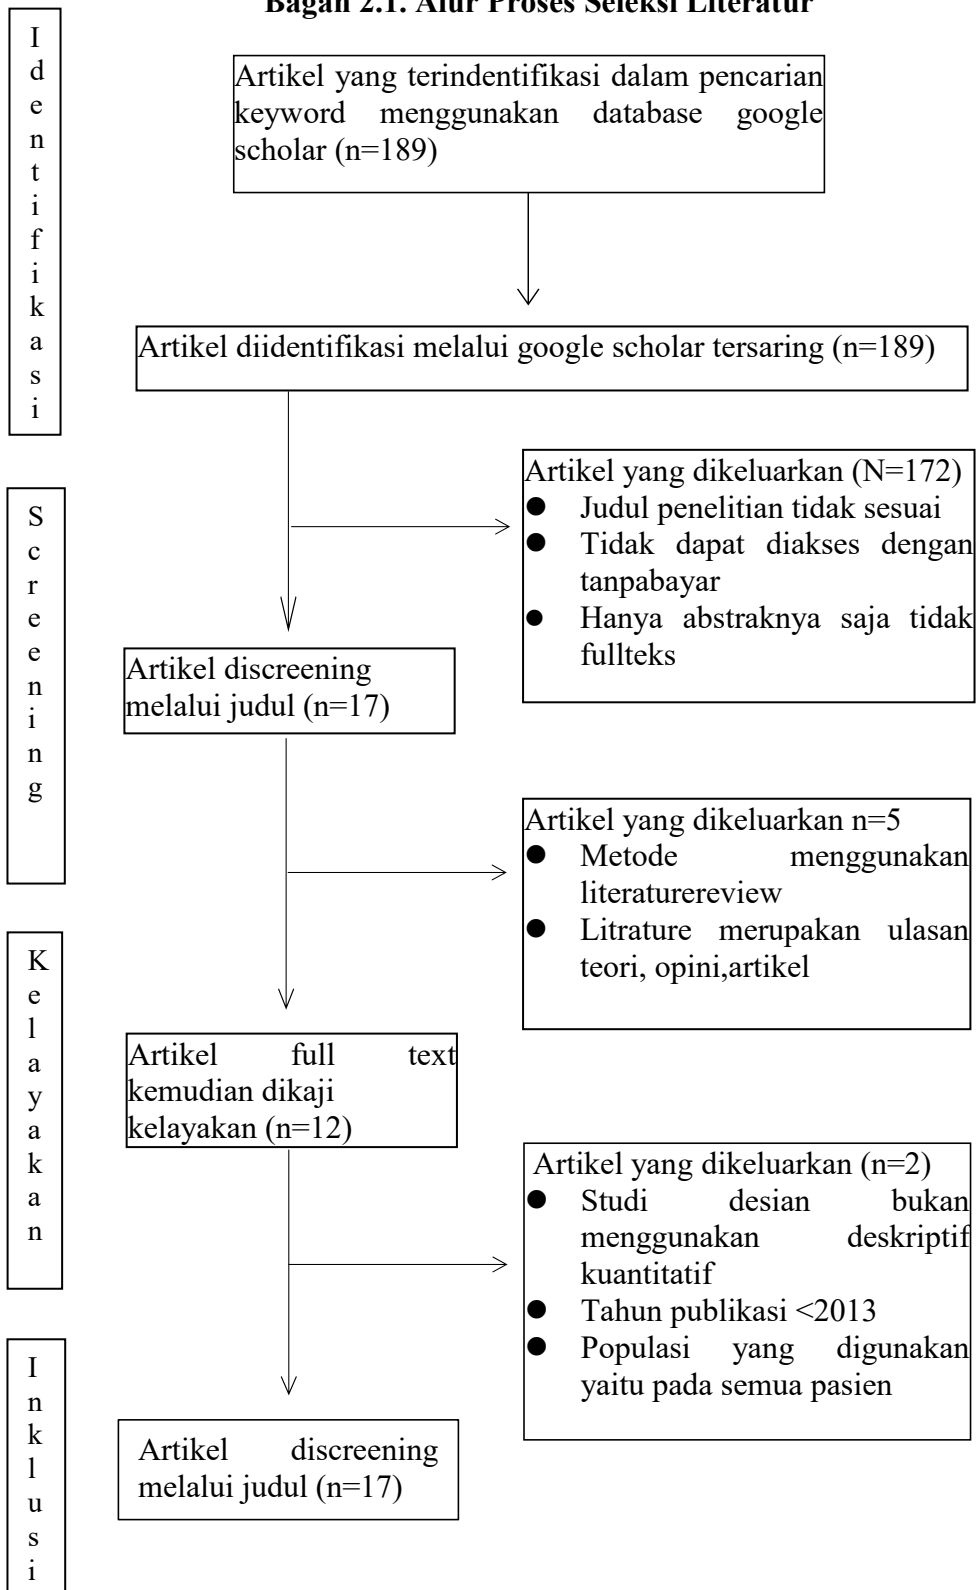 Bagan 2.1. Alur Proses Seleksi Literatur
Identifikasi
Artikel yang terindentifikasi dalam pencarian
keyword menggunakan database google
scholar (n=189)
Artikel diidentifikasi melalui google scholar tersaring (n=189)
Screening
Artikel yang dikeluarkan (N=172)
● Judul penelitian tidak sesuai
● Tidak dapat diakses dengan
tanpabayar
● Hanya abstraknya saja tidak
fullteks
Artikel discreening
melalui judul (n=17)
Artikel yang dikeluarkan n=5
● Metode menggunakan
literaturereview
● Litrature merupakan ulasan
teori, opini,artikel
Kelayakan
Artikel full text
kemudian dikaji
kelayakan (n=12)
Artikel yang dikeluarkan (n=2)
● Studi desian bukan
menggunakan deskriptif
kuantitatif
● Tahun publikasi <2013
● Populasi yang digunakan
yaitu pada semua pasien
Inklusi
Artikel discreening
melalui judul (n=17)